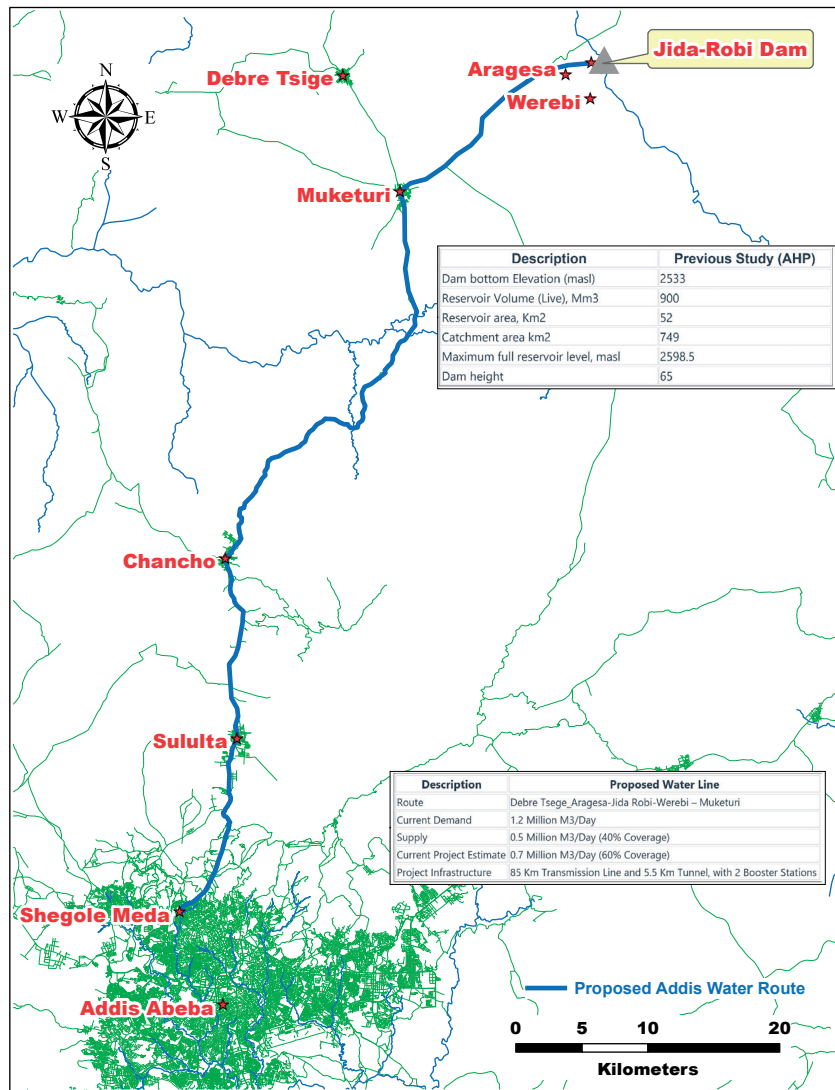 Jida-Robi Dam
Debre Tsige
Aragesa
Werebi
N
W E
S
Muketuri
Description Previous Study (AHP)
Dam bottom Elevation (masl) 2533
Reservoir Volume (Live), Mm3 900
Reservoir area, Km2 52
Catchment area km2 749
Maximum full reservoir level, masl 2598.5
Dam height 65
Chancho
Sululta
Description Proposed Water Line
Route Debre Tsege_Aragesa-Jida Robi-Werebi – Muketuri
Current Demand 1.2 Million M3/Day
Supply 0.5 Million M3/Day (40% Coverage)
Current Project Estimate 0.7 Million M3/Day (60% Coverage)
Project Infrastructure 85 Km Transmission Line and 5.5 Km Tunnel, with 2 Booster Stations
Shegole Meda
Addis Abeba
Proposed Addis Water Route
0 5 10 20
Kilometers